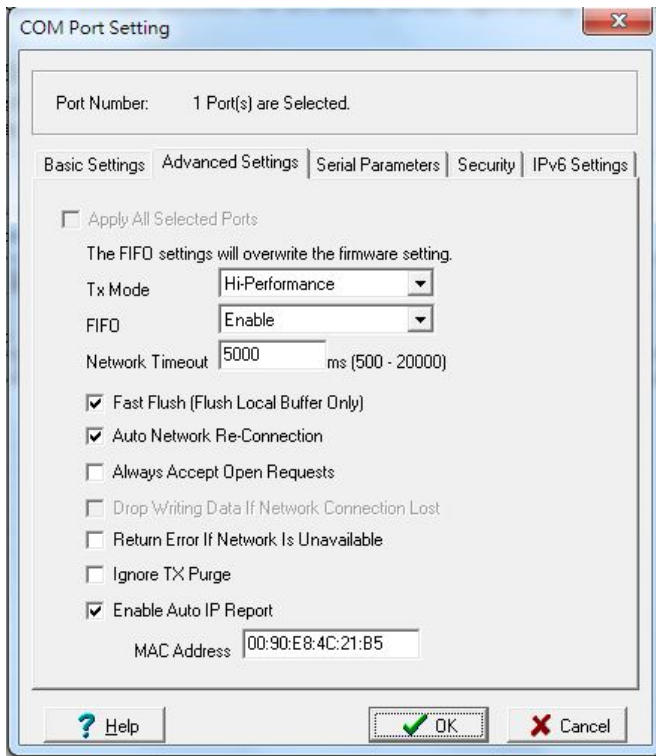 COM Port Setting
Port Number: 1 Port(s) are Selected.
Basic Settings Advanced Settings Serial Parameters Security IPv6 Settings
Apply All Selected Ports
The FIFO settings will overwrite the firmware setting.
Tx Mode Hi-Performance
FIFO Enable
Network Timeout 5000 ms (500 - 20000)
Fast Flush (Flush Local Buffer Only)
Auto Network Re-Connection
Always Accept Open Requests
Drop Writing Data If Network Connection Lost
Return Error If Network Is Unavailable
Ignore TX Purge
Enable Auto IP Report
MAC Address 00:90:E8:4C:21:B5
? Help OK Cancel